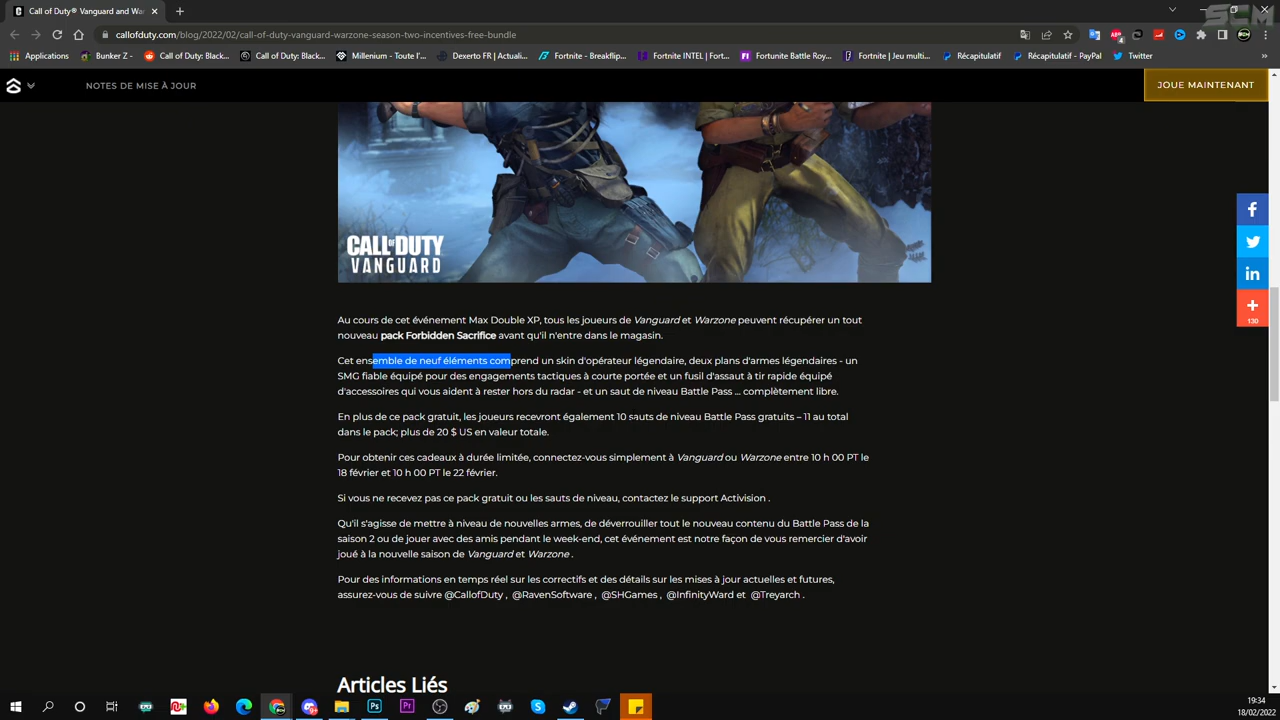 SCM
Call of Duty® Vanguard and War
callofduty.com/blog/2022/02/call-of-duty-vanguard-warzone-season-two-incentives-free-bundle
Applications
Bunker Z - Call of D...
Call of Duty: Black...
Call of Duty: Black...
Millenium - Toute l'i...
Dexerto FR | Actuali...
Fortnite - Breakflip...
Fortnite INTEL | Fort...
Fortunite Battle Roy...
Fortnite | Jeu multi...
Récapitulatif
Récapitulatif - PayPal
Twitter
NOTES DE MISE À JOUR
JOUE MAINTENANT
CALL OF DUTY
VANGUARD
130
Au cours de cet événement Max Double XP, tous les joueurs de Vanguard et Warzone peuvent récupérer un tout
nouveau pack Forbidden Sacrifice avant qu'il n'entre dans le magasin.
Cet ensemble de neuf éléments comprend un skin d'opérateur légendaire, deux plans d'armes légendaires - un
SMG fiable équipé pour des engagements tactiques à courte portée et un fusil d'assaut à tir rapide équipé
d'accessoires qui vous aident à rester hors du radar - et un saut de niveau Battle Pass ... complètement libre.
En plus de ce pack gratuit, les joueurs recevront également 10 sauts de niveau Battle Pass gratuits – 11 au total
dans le pack; plus de 20 $ US en valeur totale.
Pour obtenir ces cadeaux à durée limitée, connectez-vous simplement à Vanguard ou Warzone entre 10 h 00 PT le
18 février et 10 h 00 PT le 22 février.
Si vous ne recevez pas ce pack gratuit ou les sauts de niveau, contactez le support Activision .
Qu'il s'agisse de mettre à niveau de nouvelles armes, de déverrouiller tout le nouveau contenu du Battle Pass de la
saison 2 ou de jouer avec des amis pendant le week-end, cet événement est notre façon de vous remercier d'avoir
joué à la nouvelle saison de Vanguard et Warzone .
Pour des informations en temps réel sur les correctifs et des détails sur les mises à jour actuelles et futures,
assurez-vous de suivre @CallofDuty , @RavenSoftware , @SHGames , @InfinityWard et @Treyarch .
Articles Liés
19:34
18/02/2022